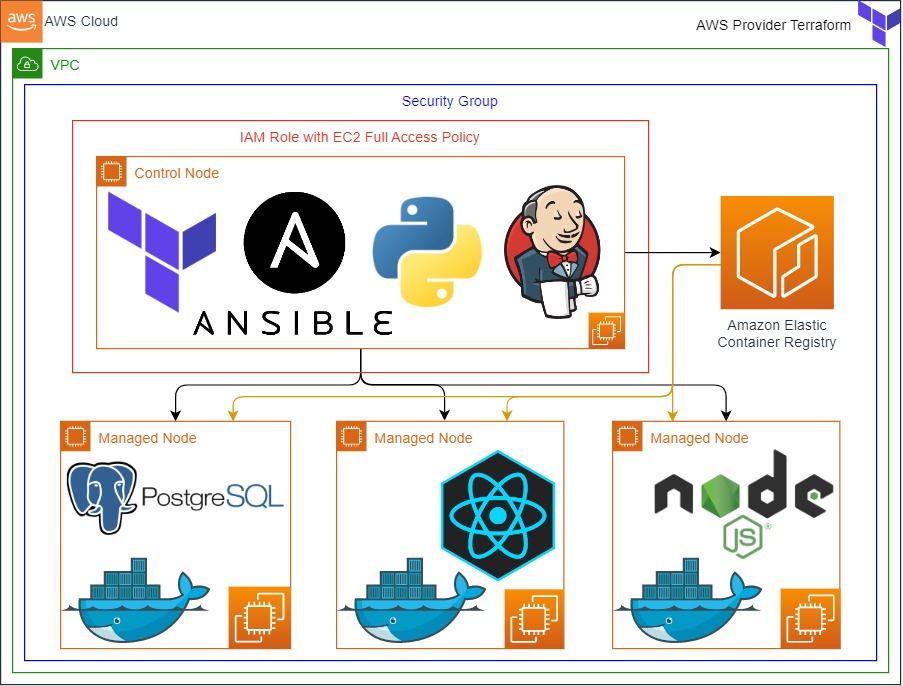 aws
AWS Cloud
AWS Provider Terraform
VPC
Security Group
IAM Role with EC2 Full Access Policy
Control Node
ANSIBLE
Amazon Elastic
Container Registry
Managed Node
PostgreSQL
Managed Node
Managed Node
node
JS
®